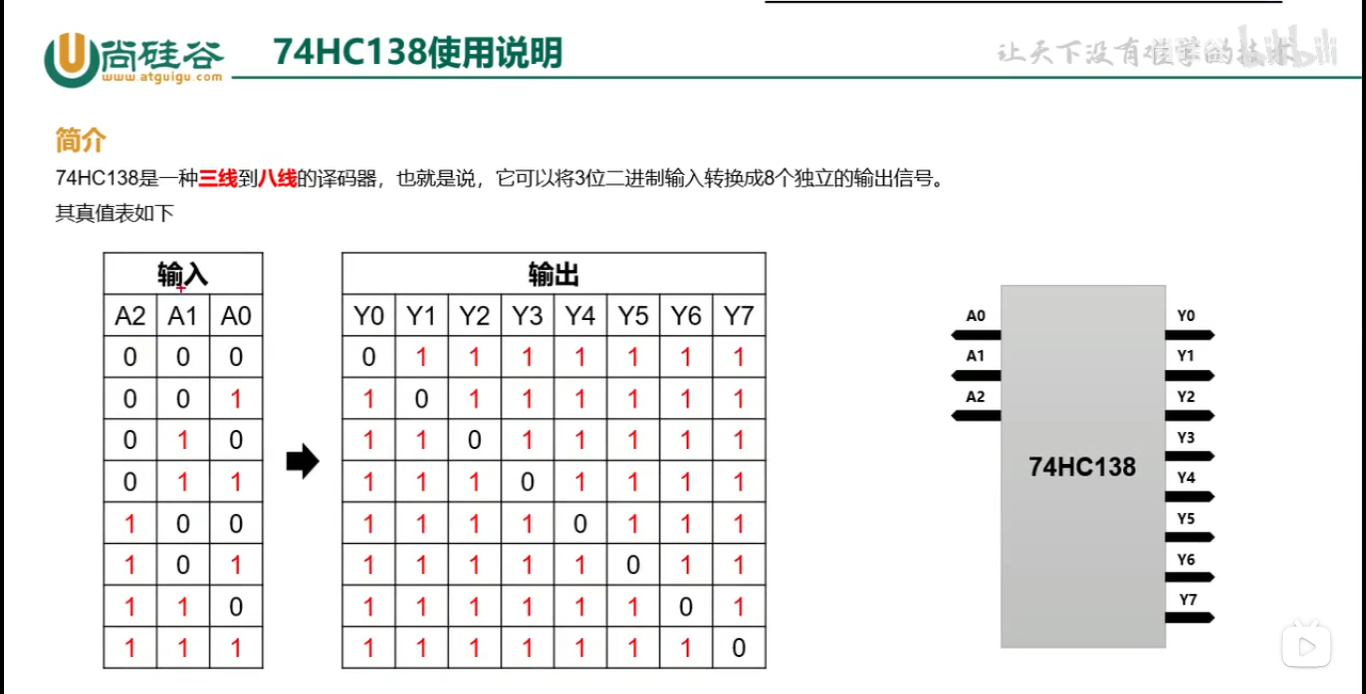 尚硅谷
www.atguigu.com
74HC138使用说明
让天下没有难学的技术
bilibili
简介
74HC138是一种三线到八线的译码器，也就是说，它可以将3位二进制输入转换成8个独立的输出信号。
其真值表如下
输入 输出
A2 A1 A0 Y0 Y1 Y2 Y3 Y4 Y5 Y6 Y7
0 0 0 0 1 1 1 1 1 1 1
0 0 1 1 0 1 1 1 1 1 1
0 1 0 1 1 0 1 1 1 1 1
0 1 1 1 1 1 0 1 1 1 1
1 0 0 1 1 1 1 0 1 1 1
1 0 1 1 1 1 1 1 0 1 1
1 1 0 1 1 1 1 1 1 0 1
1 1 1 1 1 1 1 1 1 1 0
A0 Y0
A1 Y1
A2 Y2
Y3
74HC138
Y4
Y5
Y6
Y7